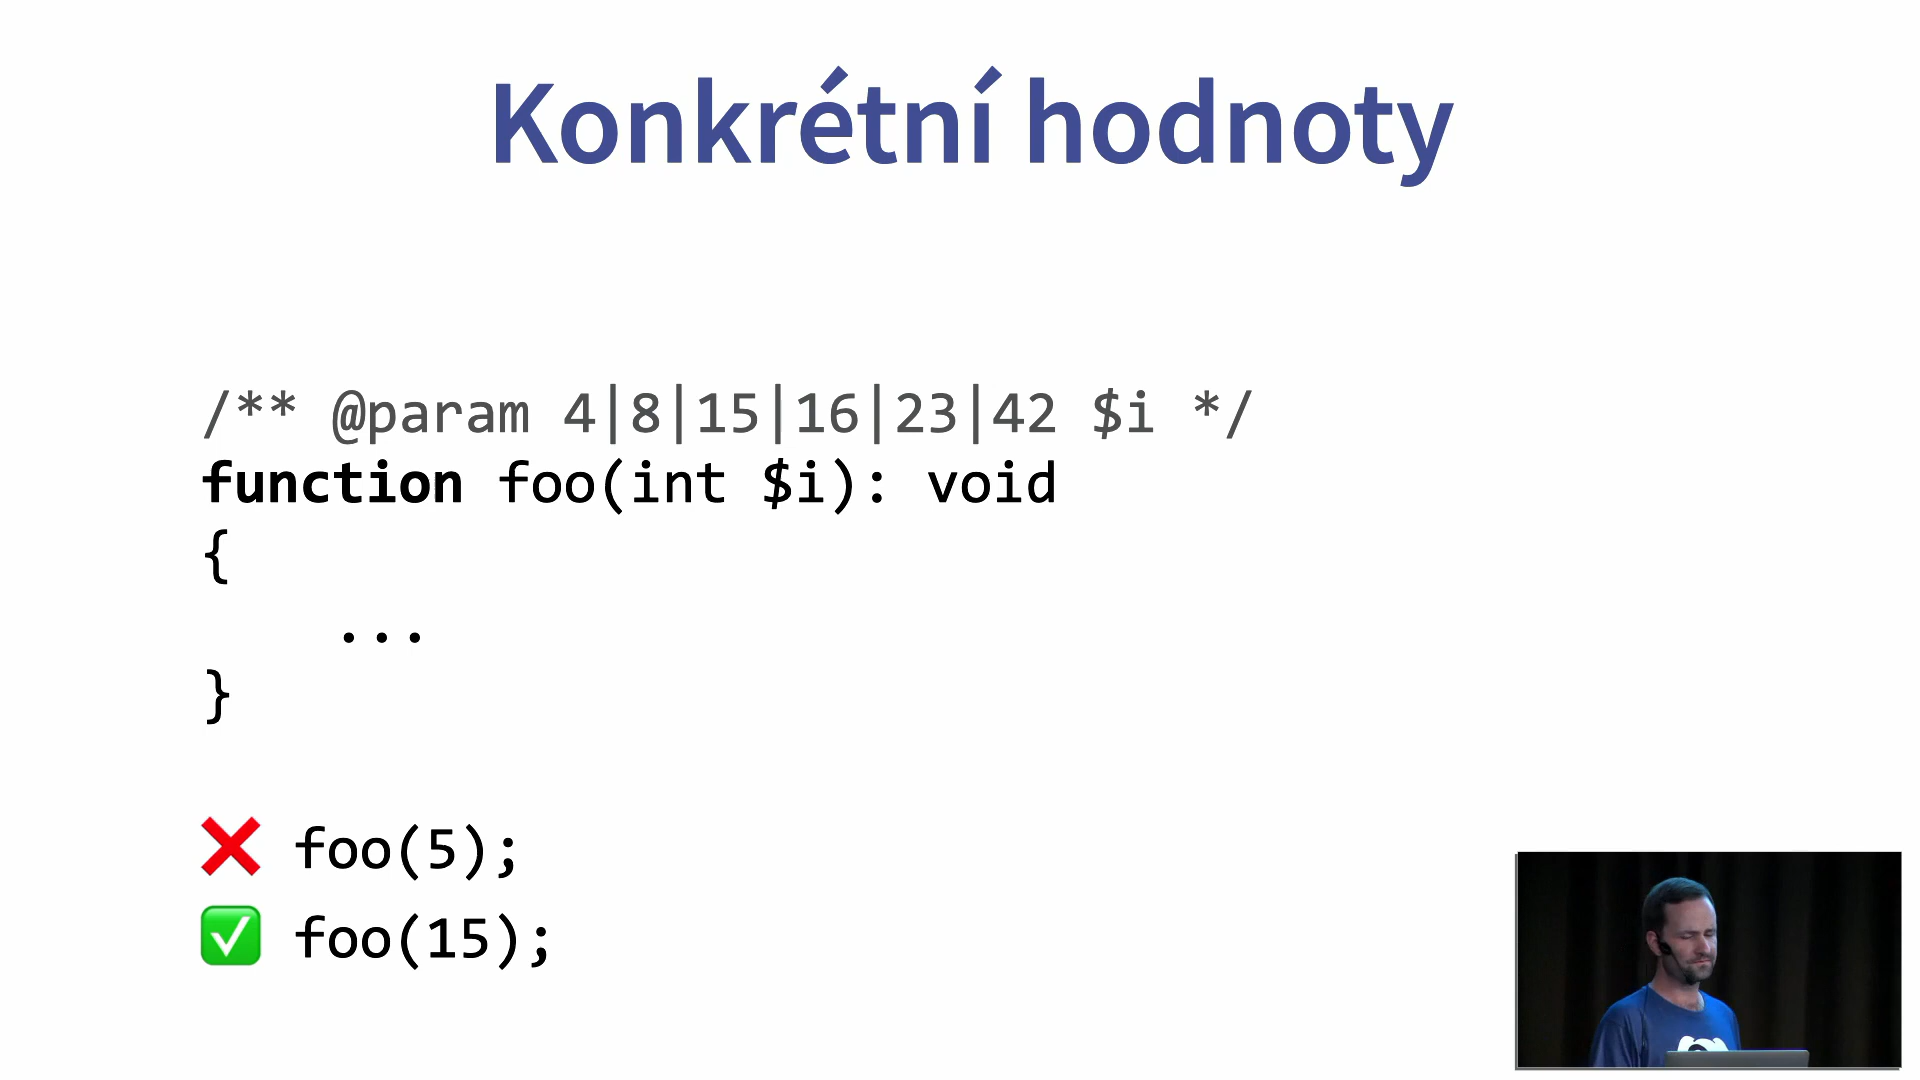 Konkrétní hodnoty
/** @param 4|8|15|16|23|42 $i */
function foo(int $i): void
{
    ...
}
❌ foo(5);
✅ foo(15);